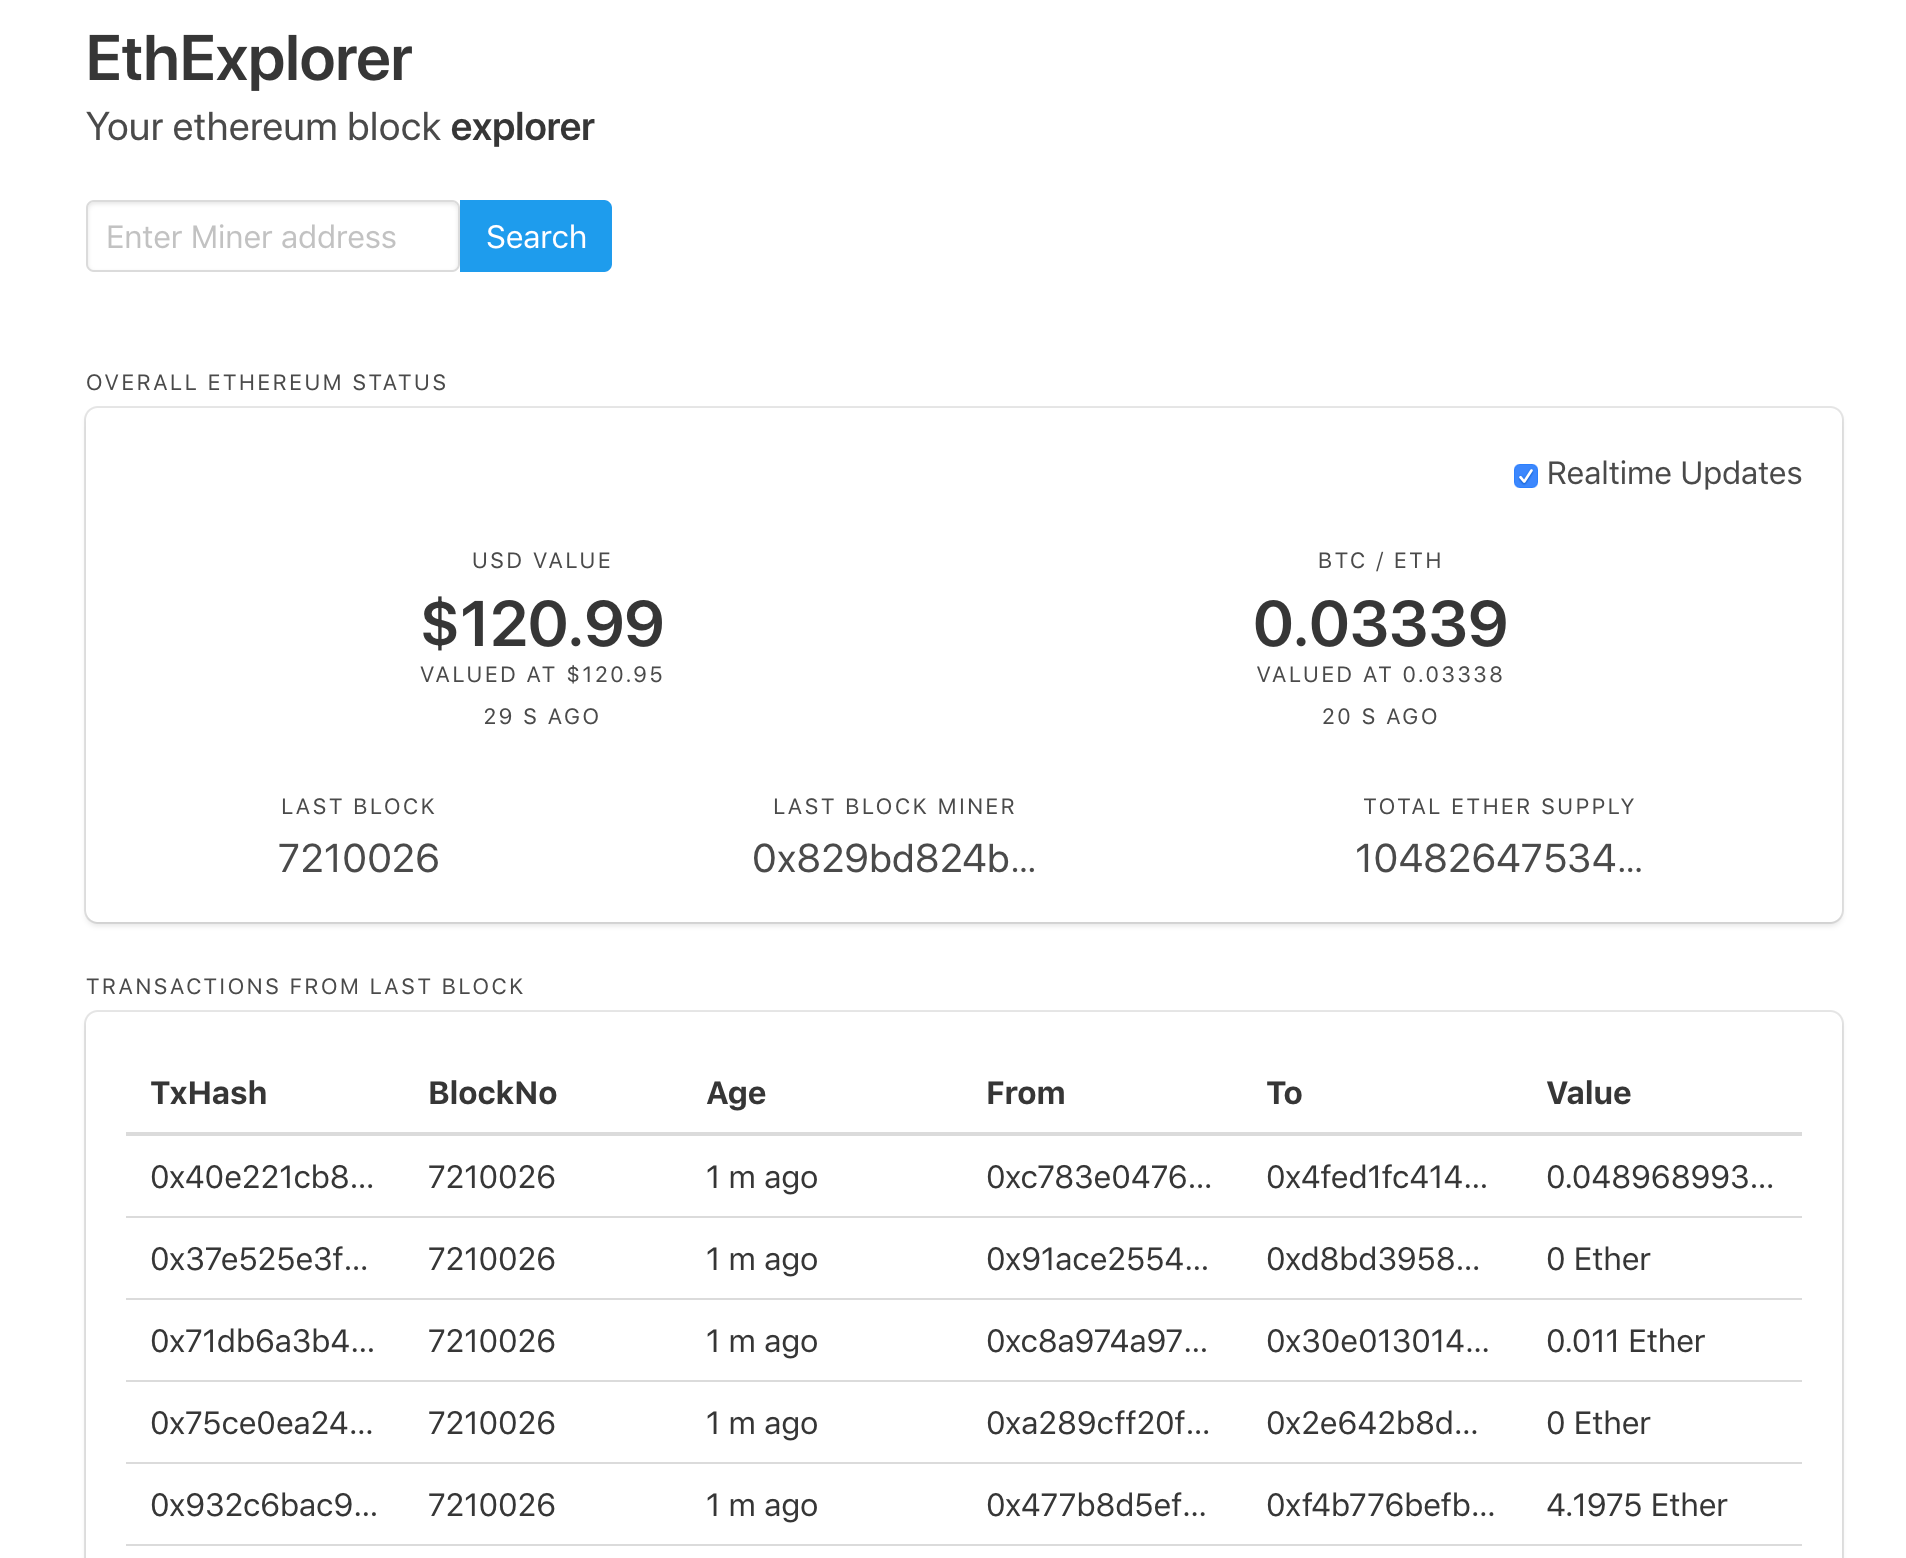 EthExplorer
Your ethereum block explorer
Enter Miner address Search
OVERALL ETHEREUM STATUS
Realtime Updates
USD VALUE BTC / ETH
$120.99 0.03339
VALUED AT $120.95 VALUED AT 0.03338
29 S AGO 20 S AGO
LAST BLOCK LAST BLOCK MINER TOTAL ETHER SUPPLY
7210026 0x829bd824b... 10482647534...
TRANSACTIONS FROM LAST BLOCK
TxHash BlockNo Age From To Value
0x40e221cb8... 7210026 1 m ago 0xc783e0476... 0x4fed1fc414... 0.048968993...
0x37e525e3f... 7210026 1 m ago 0x91ace2554... 0xd8bd3958... 0 Ether
0x71db6a3b4... 7210026 1 m ago 0xc8a974a97... 0x30e013014... 0.011 Ether
0x75ce0ea24... 7210026 1 m ago 0xa289cff20f... 0x2e642b8d... 0 Ether
0x932c6bac9... 7210026 1 m ago 0x477b8d5ef... 0xf4b776befb... 4.1975 Ether